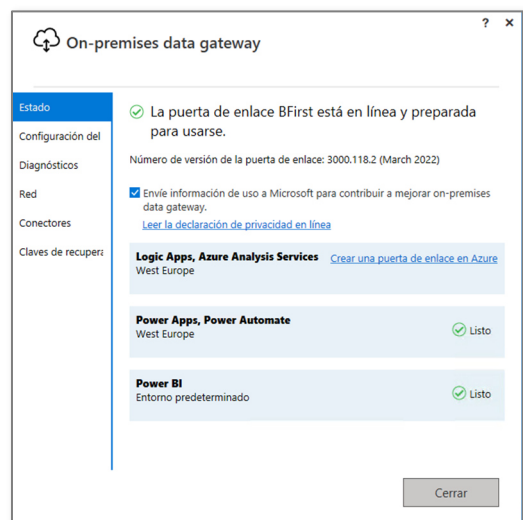 ? ×
On-premises data gateway
Estado
Configuración del
Diagnósticos
Red
Conectores
Claves de recupera
La puerta de enlace BFirst está en línea y preparada
para usarse.
Número de versión de la puerta de enlace: 3000.118.2 (March 2022)
Envíe información de uso a Microsoft para contribuir a mejorar on-premises
data gateway.
Leer la declaración de privacidad en línea
Logic Apps, Azure Analysis Services Crear una puerta de enlace en Azure
West Europe
Power Apps, Power Automate
West Europe
Listo
Power BI
Entorno predeterminado
Listo
Cerrar